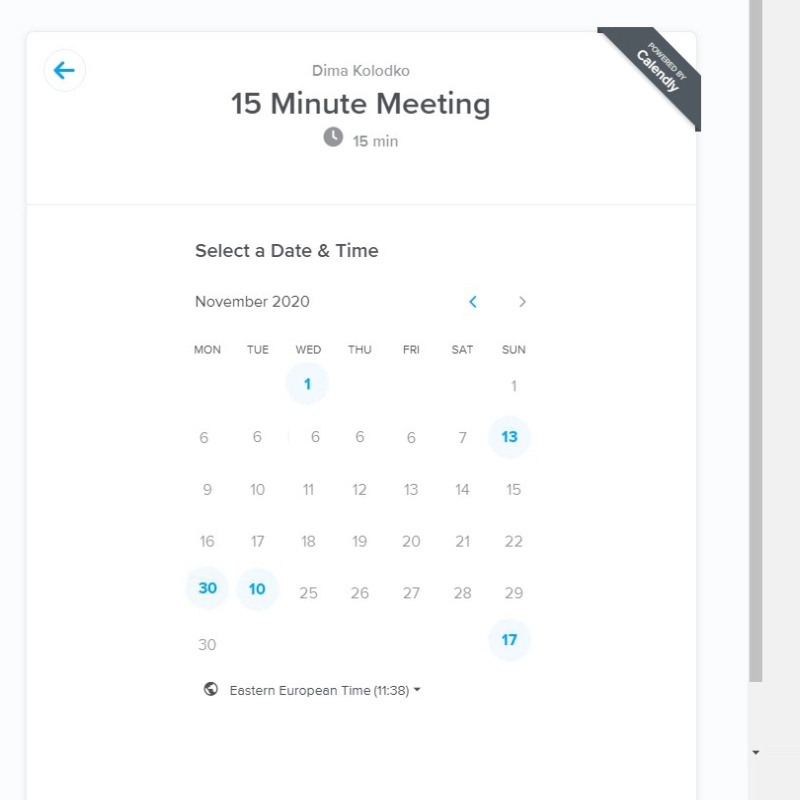 POWERED BY
Calendly
Dima Kolodko
15 Minute Meeting
15 min
Select a Date & Time
November 2020
MON TUE WED THU FRI SAT SUN
1 1
6 6 6 6 6 7 13
9 10 11 12 13 14 15
16 17 18 19 20 21 22
30 10 25 26 27 28 29
30 17
Eastern European Time (11:38)